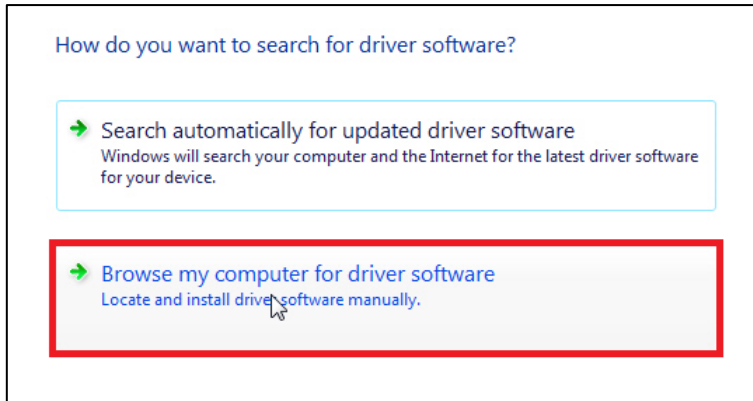 How do you want to search for driver software?
Search automatically for updated driver software
Windows will search your computer and the Internet for the latest driver software
for your device.
Browse my computer for driver software
Locate and install driver software manually.